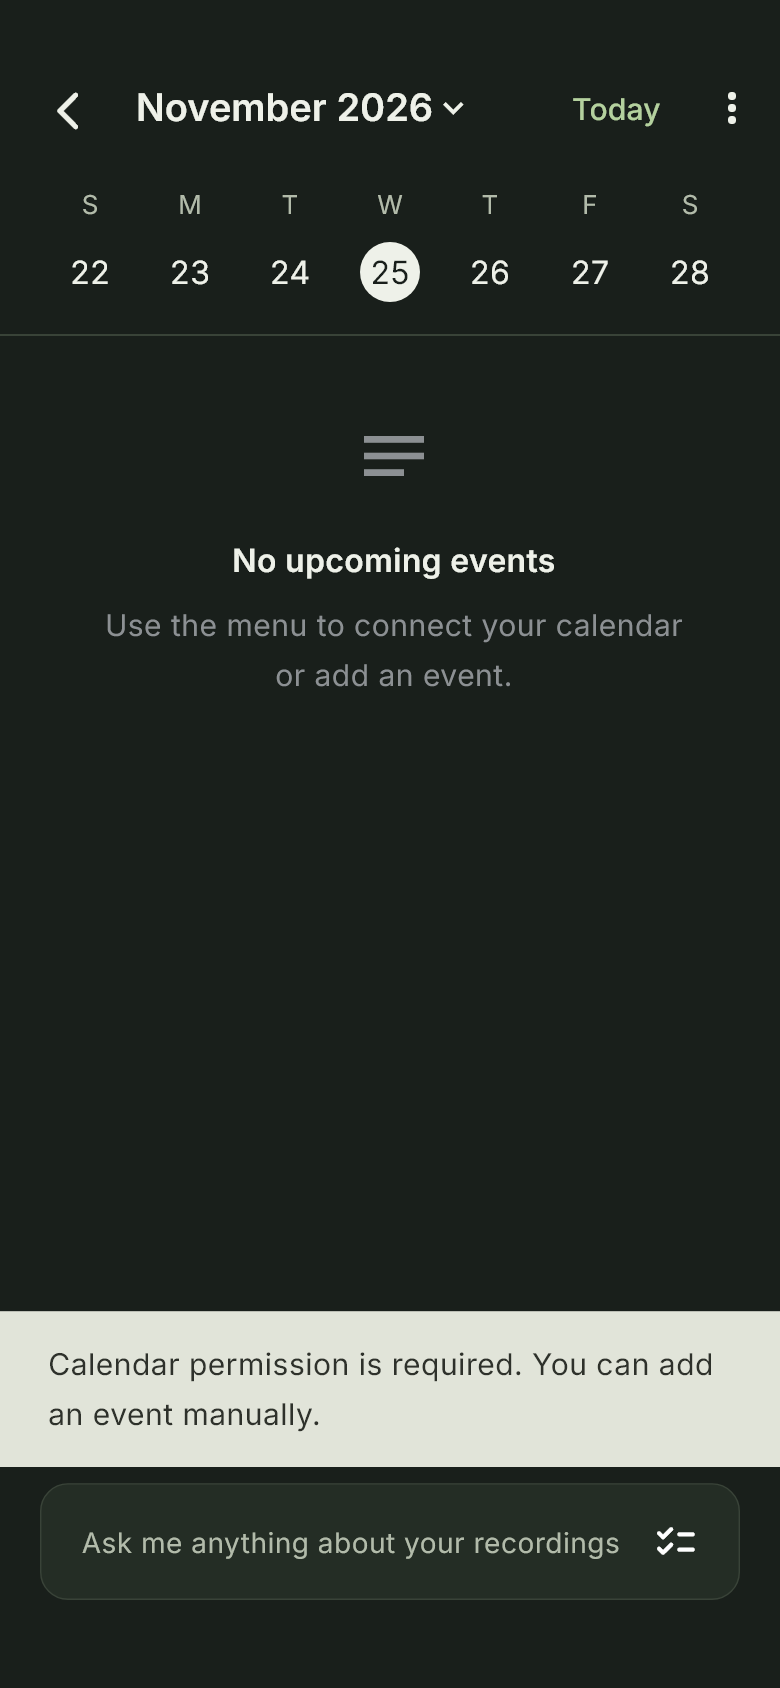 November 2026
Today
S M T W T F S
22 23 24 25 26 27 28
No upcoming events
Use the menu to connect your calendar
or add an event.
Calendar permission is required. You can add
an event manually.
Ask me anything about your recordings